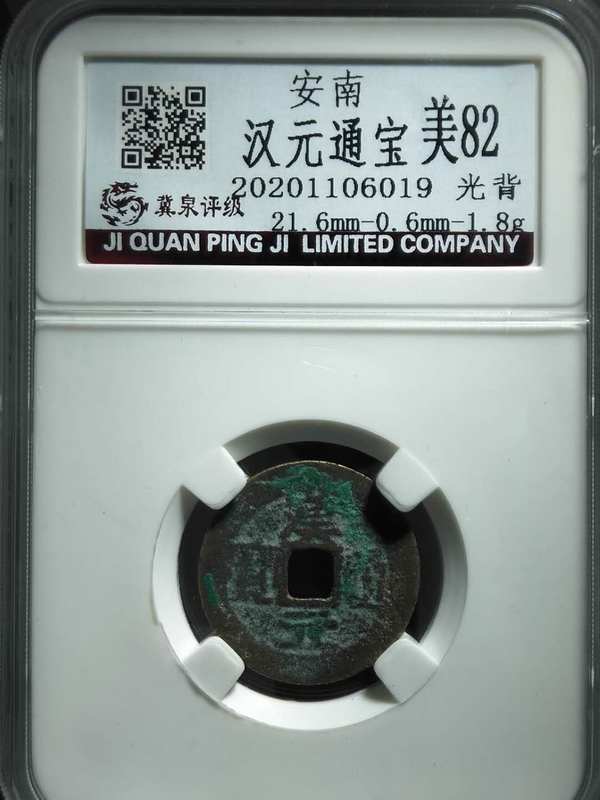 安南
汉元通宝 美82
20201106019 光背
冀泉评级
21.6mm-0.6mm-1.8g
JI QUAN PING JI LIMITED COMPANY
元